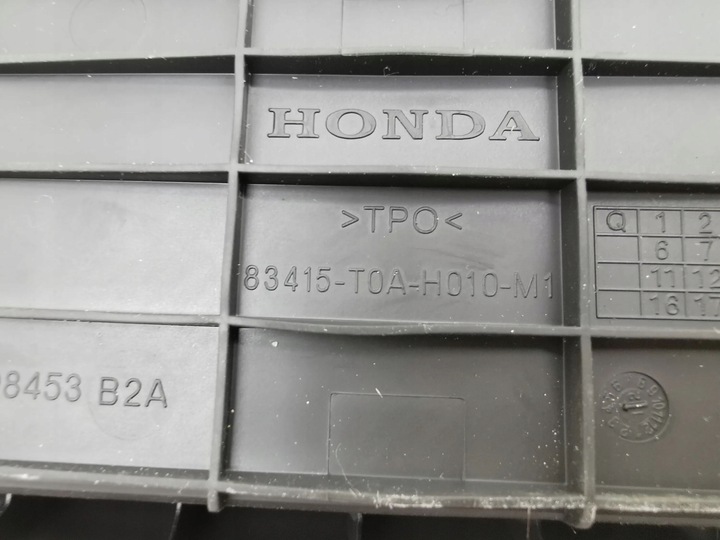 HONDA
>TPO<
83415-T0A-H010-M1
Q 1 2
6 7
11 12
16 17
8453 B2A